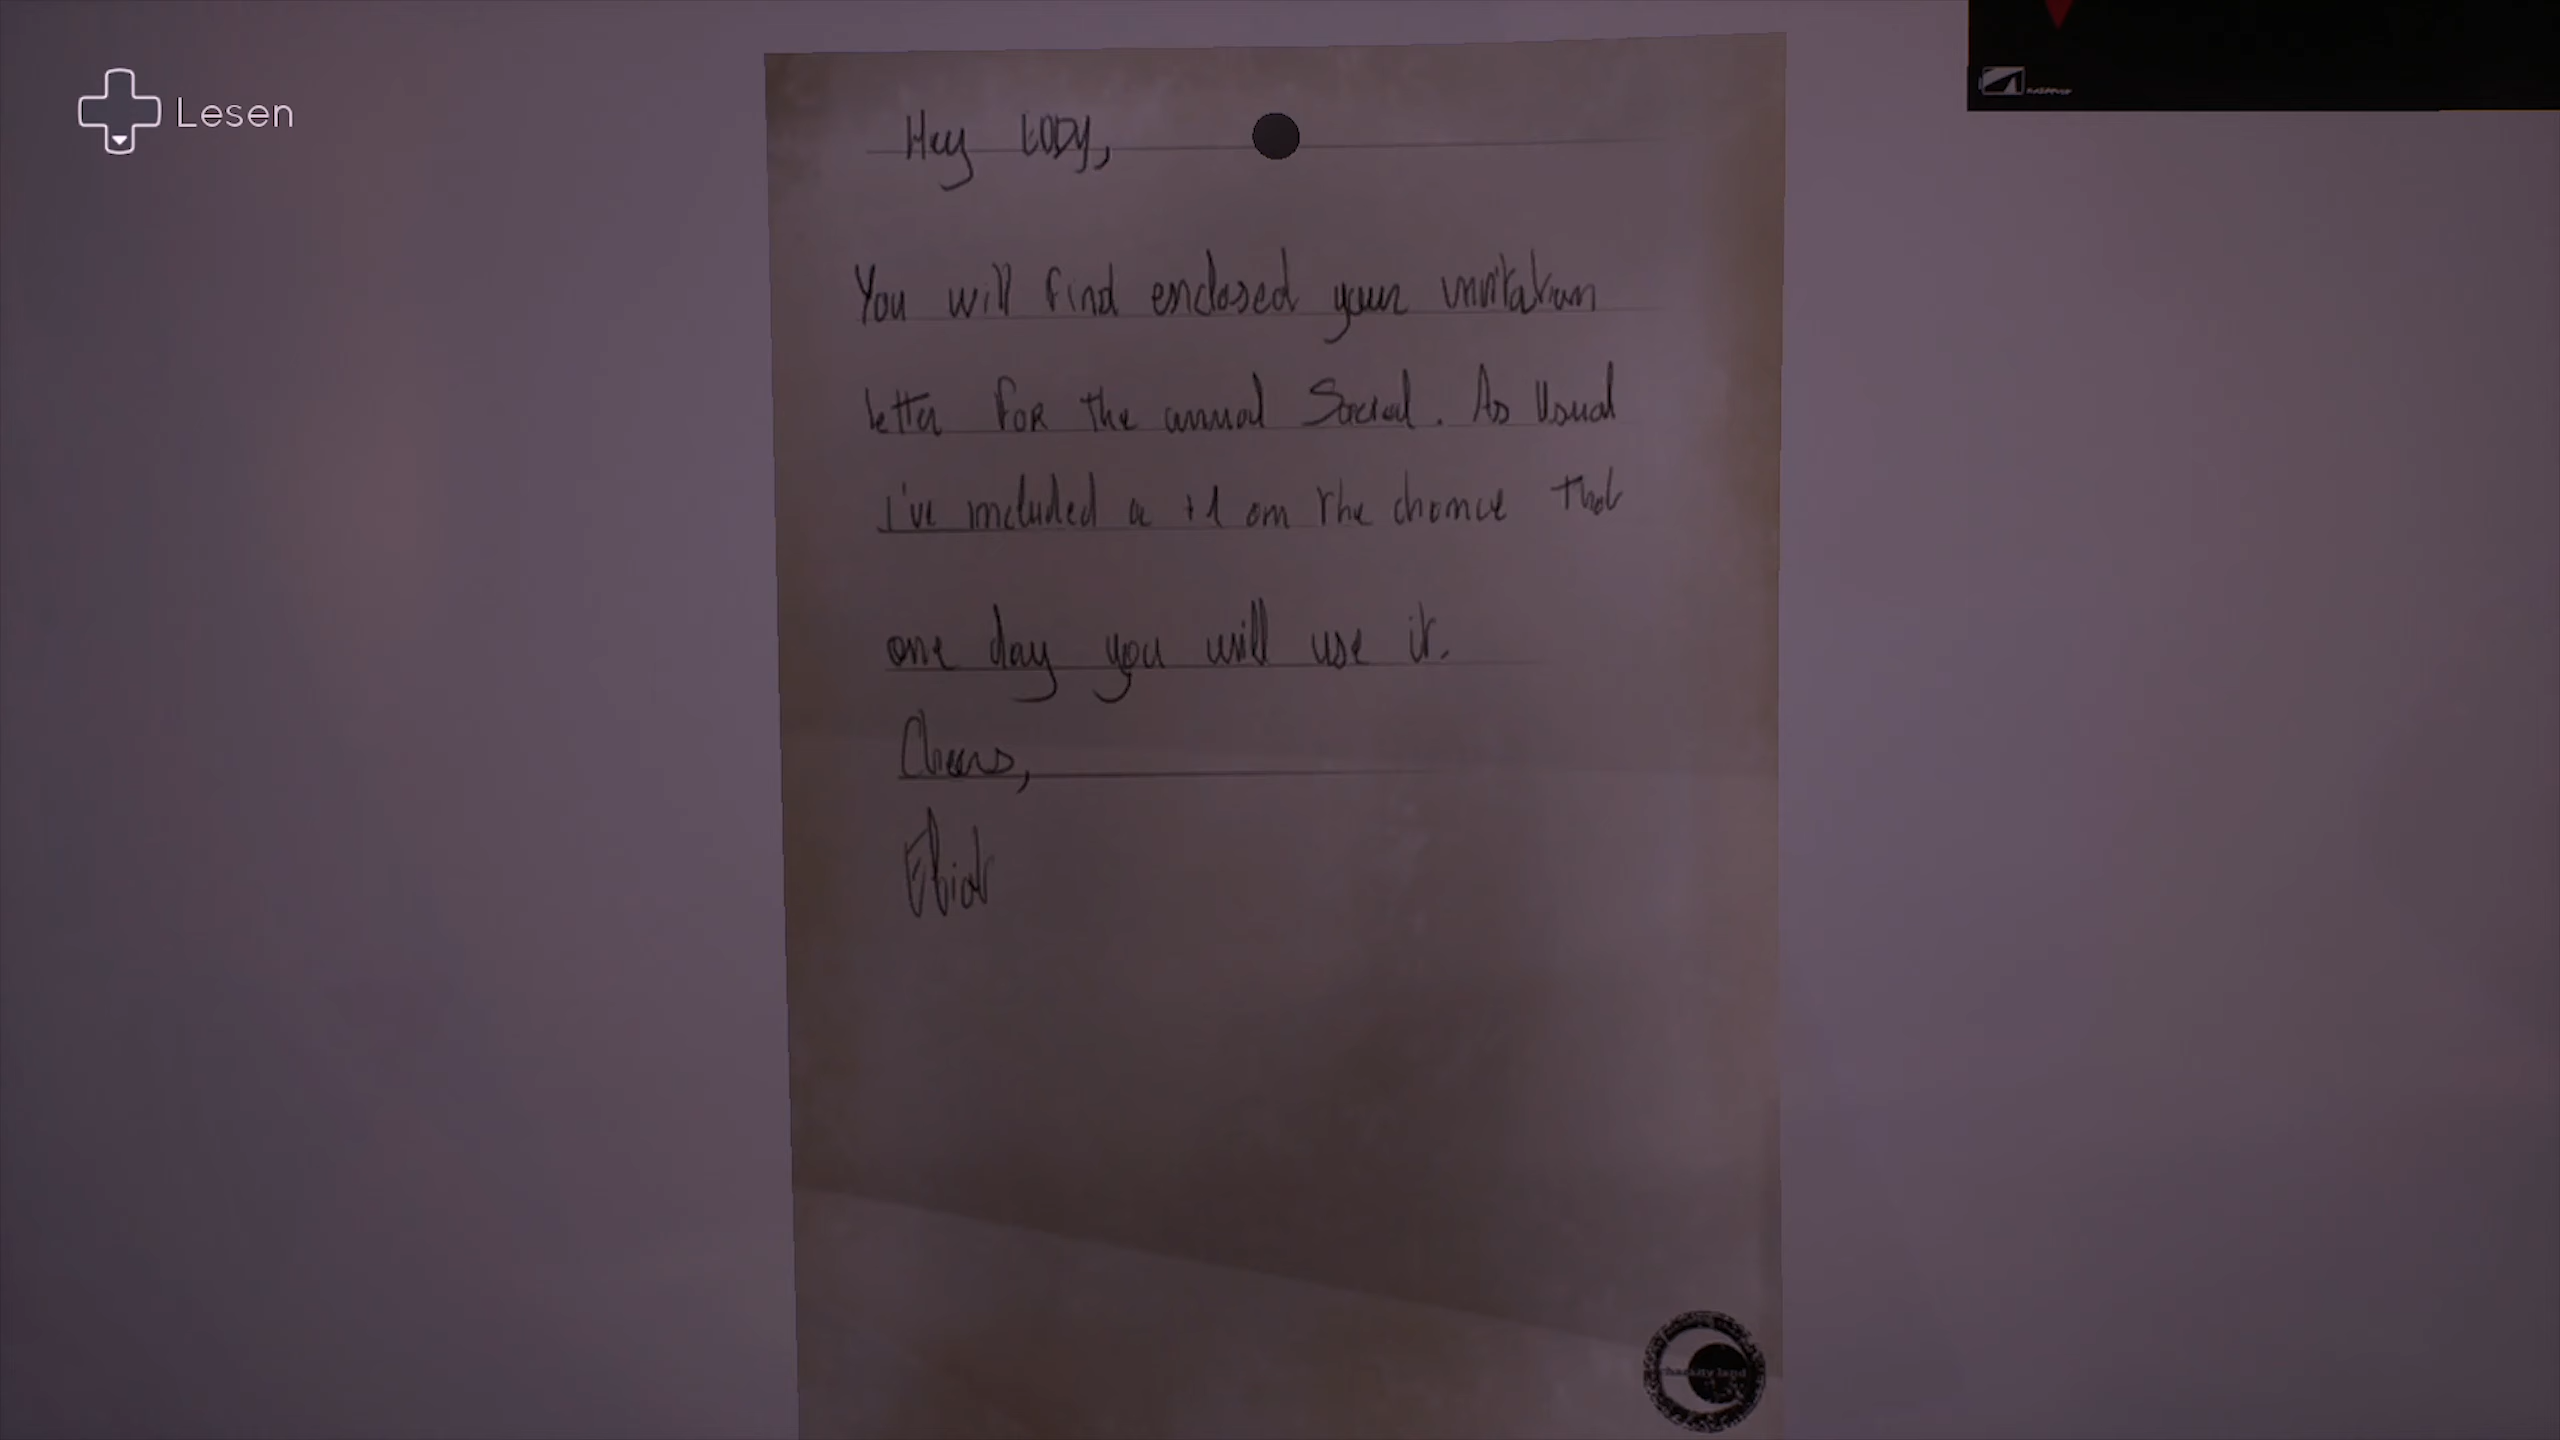 Lesen
Hey CODY,
You will find enclosed your invitation
letter for the annual Social. As Usual
I've included a +1 on the chance that
one day you will use it.
Cheers,
Eliot